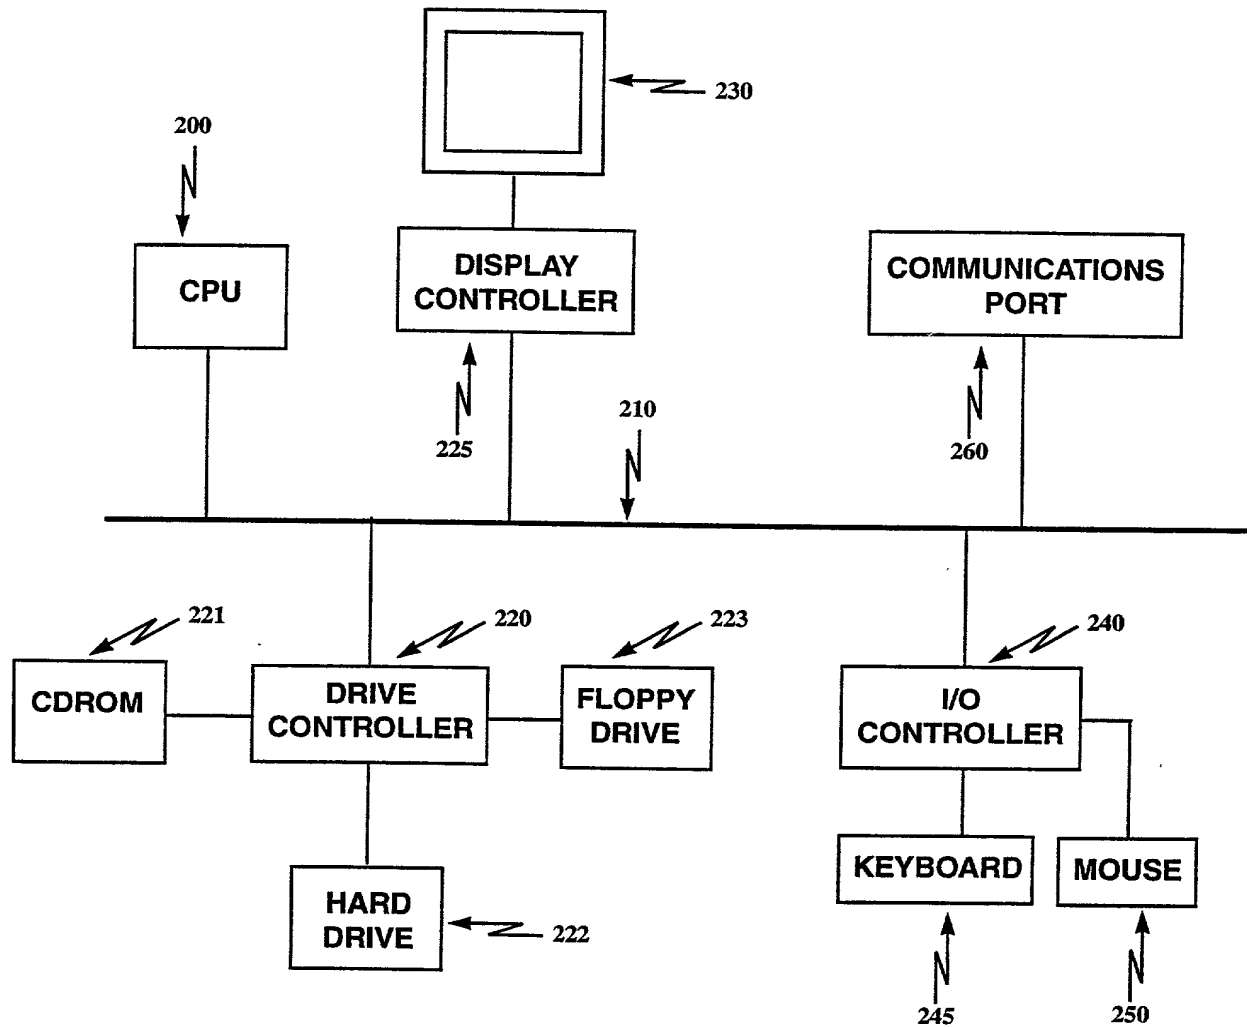 230
200
CPU
DISPLAY
CONTROLLER
COMMUNICATIONS
PORT
225
210
260
221
220
223
240
CDROM
DRIVE
CONTROLLER
FLOPPY
DRIVE
I/O
CONTROLLER
KEYBOARD
MOUSE
HARD
DRIVE
222
245
250